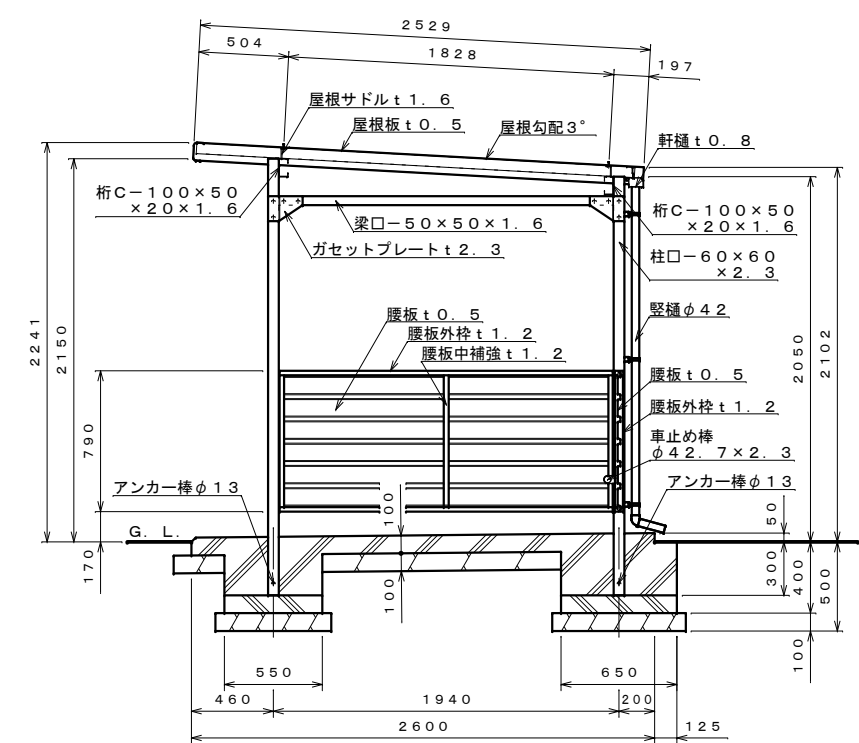 ２５２９
５０４
１８２８
１９７
屋根サドルｔ１．６
屋根板ｔ０．５
屋根勾配３°
軒樋ｔ０．８
桁Ｃ－１００×５０
×２０×１．６
梁口－５０×５０×１．６
ガセットプレートｔ２．３
桁Ｃ－１００×５０
×２０×１．６
柱口－６０×６０
×２．３
竪樋φ４２
２２４１
２１５０
２０５０
２１０２
腰板ｔ０．５
腰板外枠ｔ１．２
腰板中補強ｔ１．２
腰板ｔ０．５
腰板外枠ｔ１．２
車止め棒
φ４２．７×２．３
７９０
アンカー棒φ１３
アンカー棒φ１３
Ｇ．Ｌ．
１７０
１００
１００
５０
３００
４００
５００
１００
５５０
６５０
４６０
１９４０
２００
２６００
１２５